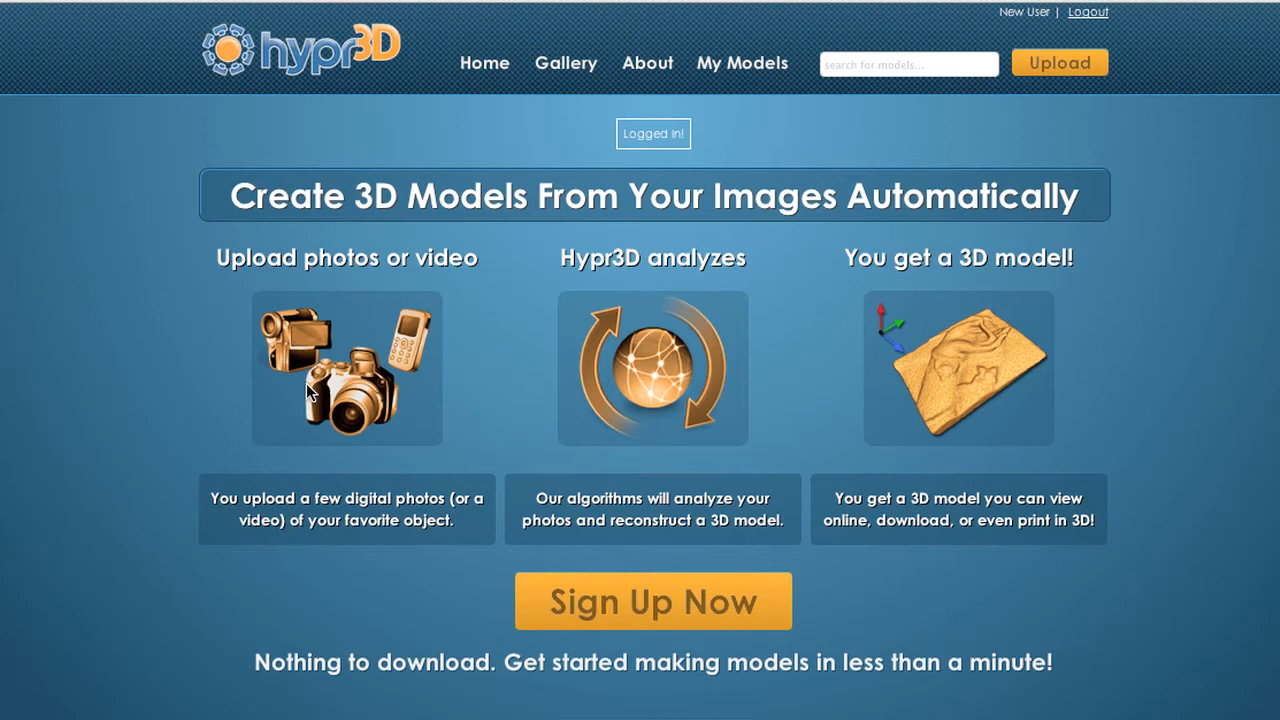 New User | Logout
hypr3D
Home Gallery About My Models search for models... Upload
Logged in!
Create 3D Models From Your Images Automatically
Upload photos or video
Hypr3D analyzes
You get a 3D model!
You upload a few digital photos (or a
video) of your favorite object.
Our algorithms will analyze your
photos and reconstruct a 3D model.
You get a 3D model you can view
online, download, or even print in 3D!
Sign Up Now
Nothing to download. Get started making models in less than a minute!